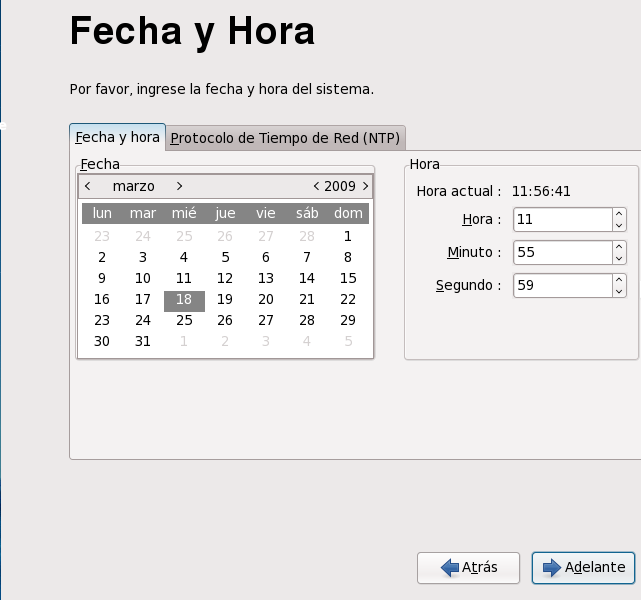 Fecha y Hora
Por favor, ingrese la fecha y hora del sistema.
Fecha y hora Protocolo de Tiempo de Red (NTP)
Fecha
< marzo > < 2009 >
lun mar mié jue vie sáb dom
23 24 25 26 27 28 1
2 3 4 5 6 7 8
9 10 11 12 13 14 15
16 17 18 19 20 21 22
23 24 25 26 27 28 29
30 31 1 2 3 4 5
Hora
Hora actual : 11:56:41
Hora : 11
Minuto : 55
Segundo : 59
Atrás Adelante